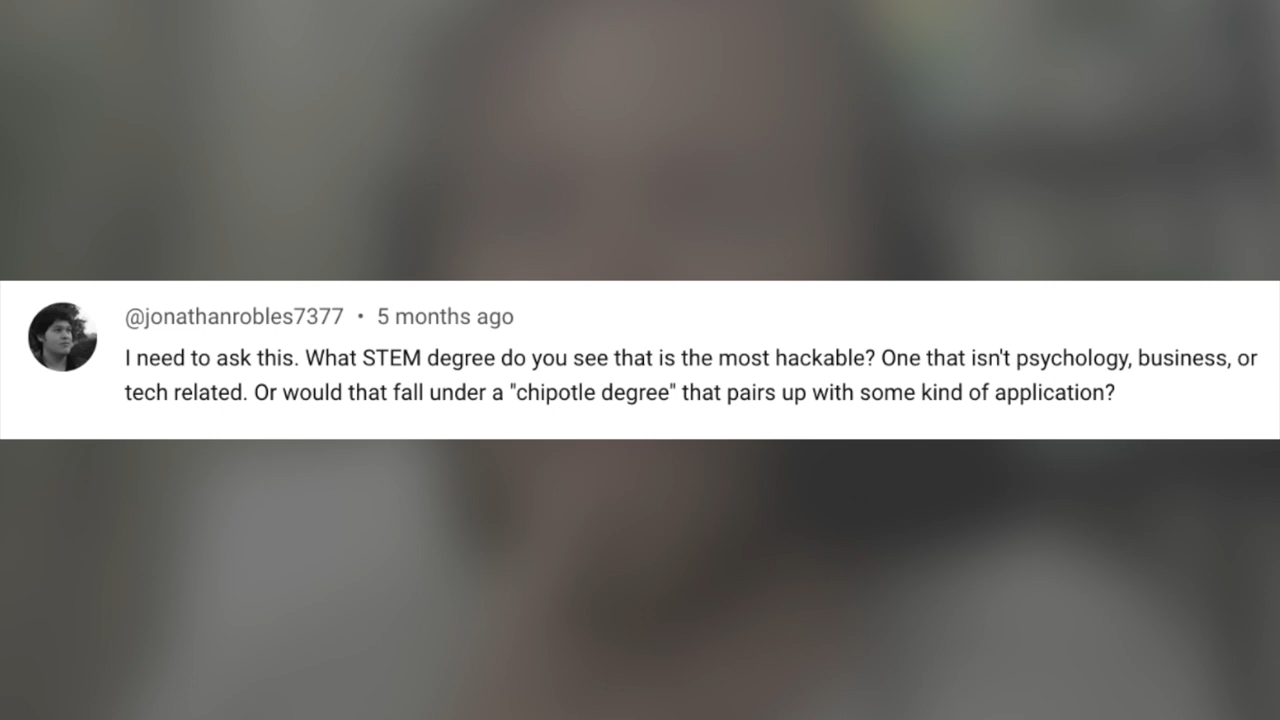 @jonathanrobles7377 • 5 months ago
I need to ask this. What STEM degree do you see that is the most hackable? One that isn't psychology, business, or
tech related. Or would that fall under a "chipotle degree" that pairs up with some kind of application?